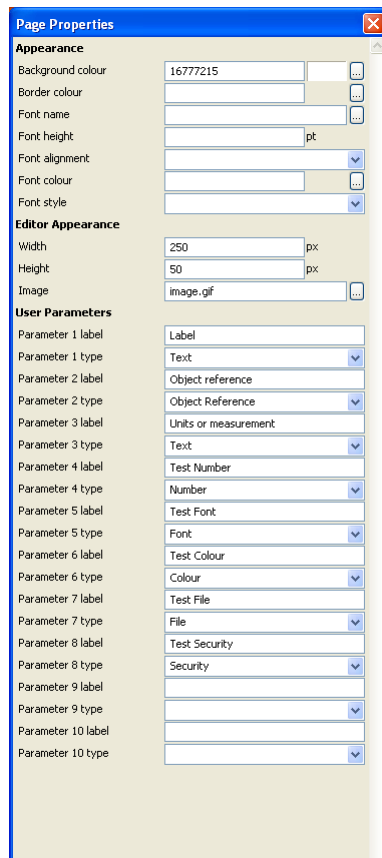 Page Properties
Appearance
Background colour 16777215 ...
Border colour ...
Font name ...
Font height pt
Font alignment
Font colour ...
Font style
Editor Appearance
Width 250 px
Height 50 px
Image image.gif ...
User Parameters
Parameter 1 label Label
Parameter 1 type Text
Parameter 2 label Object reference
Parameter 2 type Object Reference
Parameter 3 label Units or measurement
Parameter 3 type Text
Parameter 4 label Test Number
Parameter 4 type Number
Parameter 5 label Test Font
Parameter 5 type Font
Parameter 6 label Test Colour
Parameter 6 type Colour
Parameter 7 label Test File
Parameter 7 type File
Parameter 8 label Test Security
Parameter 8 type Security
Parameter 9 label
Parameter 9 type
Parameter 10 label
Parameter 10 type